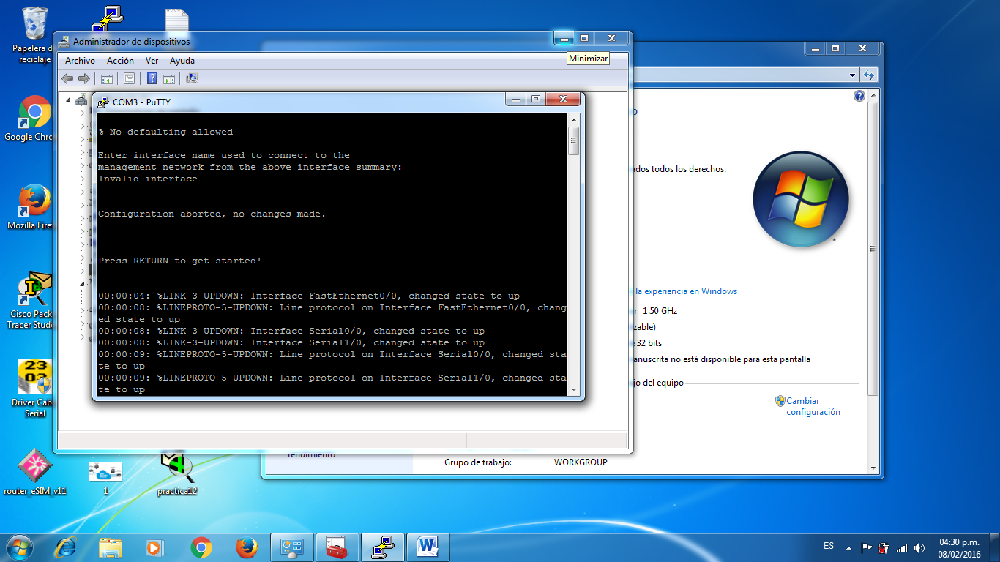 Papelera d
reciclaje
Google Chro
Mozilla Firef
Cisco Pack
Tracer Stude
Driver Cab
Serial
router_eSIM_v11
1
practica12
Administrador de dispositivos
Minimizar
Archivo Acción Ver Ayuda
COM3 - PuTTY
% No defaulting allowed
Enter interface name used to connect to the
management network from the above interface summary:
Invalid interface
Configuration aborted, no changes made.
Press RETURN to get started!
00:00:04: %LINK-3-UPDOWN: Interface FastEthernet0/0, changed state to up
00:00:08: %LINEPROTO-5-UPDOWN: Line protocol on Interface FastEthernet0/0, chang
ed state to up
00:00:08: %LINK-3-UPDOWN: Interface Serial0/0, changed state to up
00:00:08: %LINK-3-UPDOWN: Interface Serial1/0, changed state to up
00:00:09: %LINEPROTO-5-UPDOWN: Line protocol on Interface Serial0/0, changed sta
te to up
00:00:09: %LINEPROTO-5-UPDOWN: Line protocol on Interface Serial1/0, changed sta
te to up
ados todos los derechos.
la experiencia en Windows
r 1.50 GHz
zable)
32 bits
anuscrita no está disponible para esta pantalla
jo del equipo
Cambiar
configuración
rendimiento
Grupo de trabajo: WORKGROUP
ES
04:30 p.m.
08/02/2016